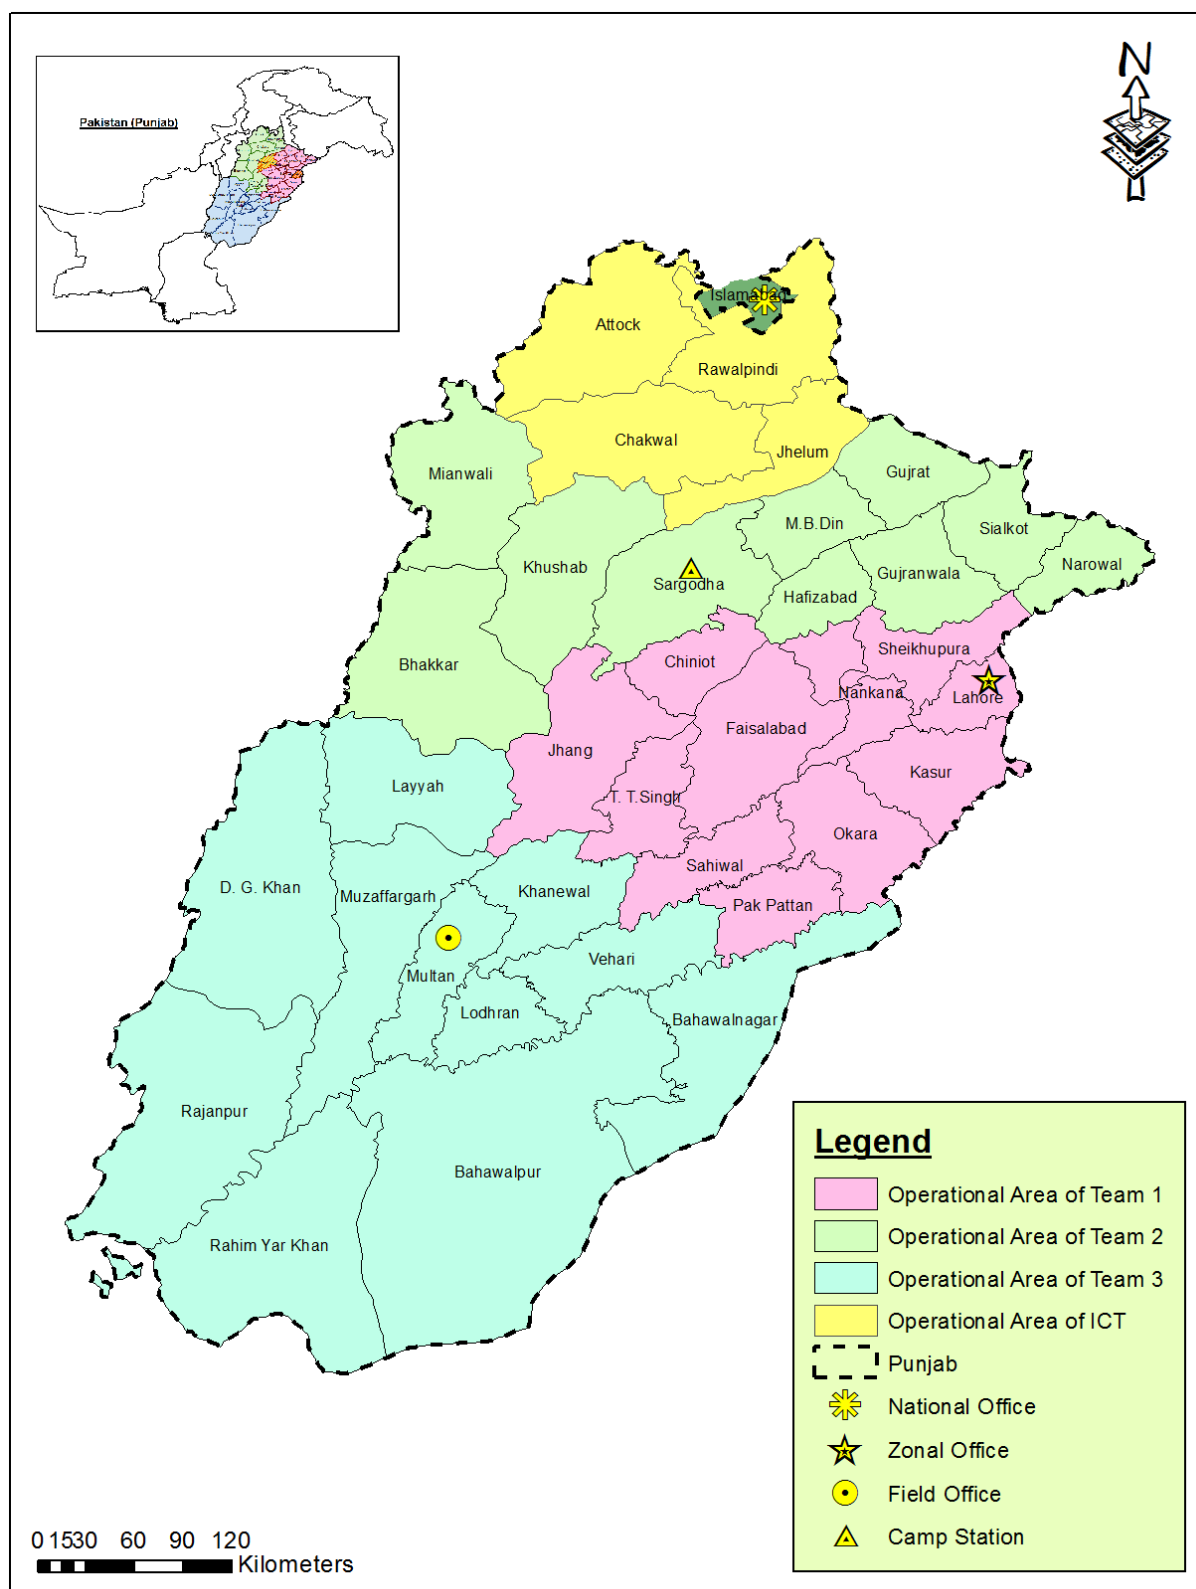 Pakistan (Punjab)
N
Islamabad
Attock
Rawalpindi
Chakwal
Jhelum
Mianwali
Gujrat
M.B.Din
Sialkot
Khushab
Sargodha
Hafizabad
Gujranwala
Narowal
Bhakkar
Chiniot
Sheikhupura
Nankana
Lahore
Faisalabad
Jhang
Kasur
Layyah
T. T.Singh
Okara
Sahiwal
D. G. Khan
Muzaffargarh
Khanewal
Pak Pattan
Vehari
Multan
Lodhran
Bahawalnagar
Rajanpur
Bahawalpur
Rahim Yar Khan
Legend
Operational Area of Team 1
Operational Area of Team 2
Operational Area of Team 3
Operational Area of ICT
Punjab
National Office
Zonal Office
Field Office
Camp Station
0 1530 60 90 120
Kilometers